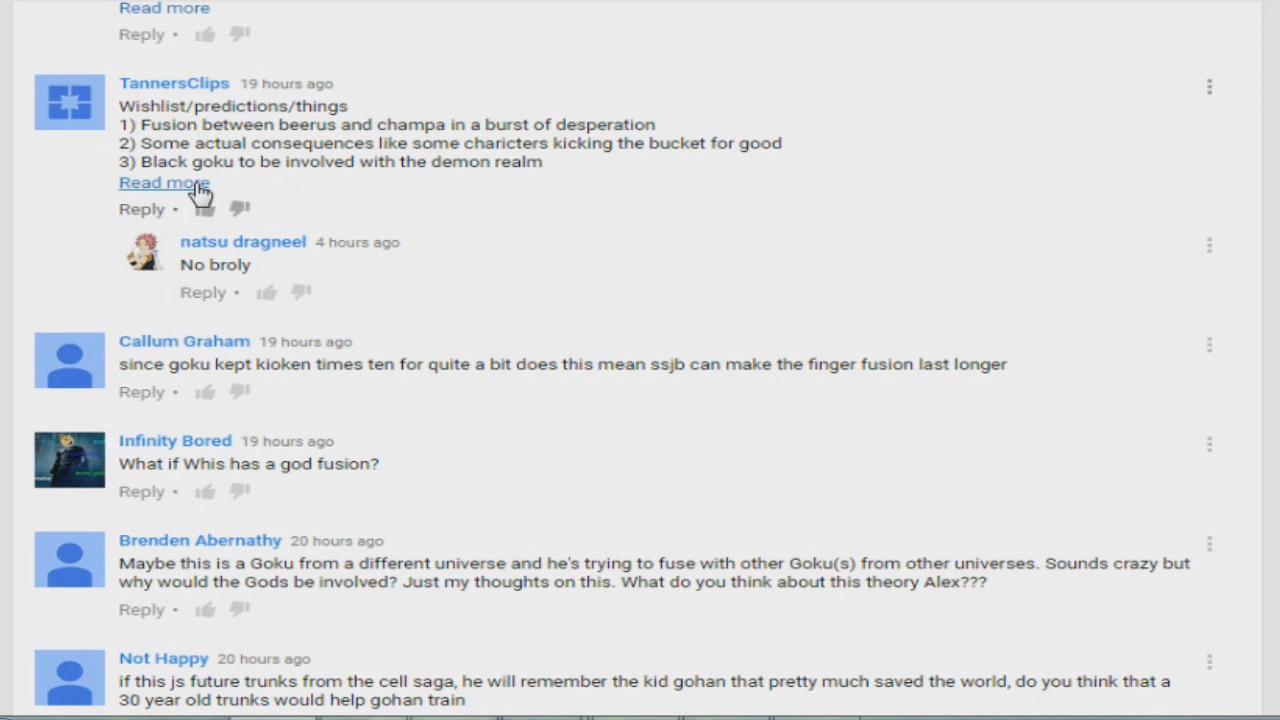 Read more
Reply •
TannersClips 19 hours ago
Wishlist/predictions/things
1) Fusion between beerus and champa in a burst of desperation
2) Some actual consequences like some charicters kicking the bucket for good
3) Black goku to be involved with the demon realm
Read more
Reply •
natsu dragneel 4 hours ago
No broly
Reply •
Callum Graham 19 hours ago
since goku kept kioken times ten for quite a bit does this mean ssjb can make the finger fusion last longer
Reply •
Infinity Bored 19 hours ago
What if Whis has a god fusion?
Reply •
Brenden Abernathy 20 hours ago
Maybe this is a Goku from a different universe and he's trying to fuse with other Goku(s) from other universes. Sounds crazy but
why would the Gods be involved? Just my thoughts on this. What do you think about this theory Alex???
Reply •
Not Happy 20 hours ago
if this js future trunks from the cell saga, he will remember the kid gohan that pretty much saved the world, do you think that a
30 year old trunks would help gohan train